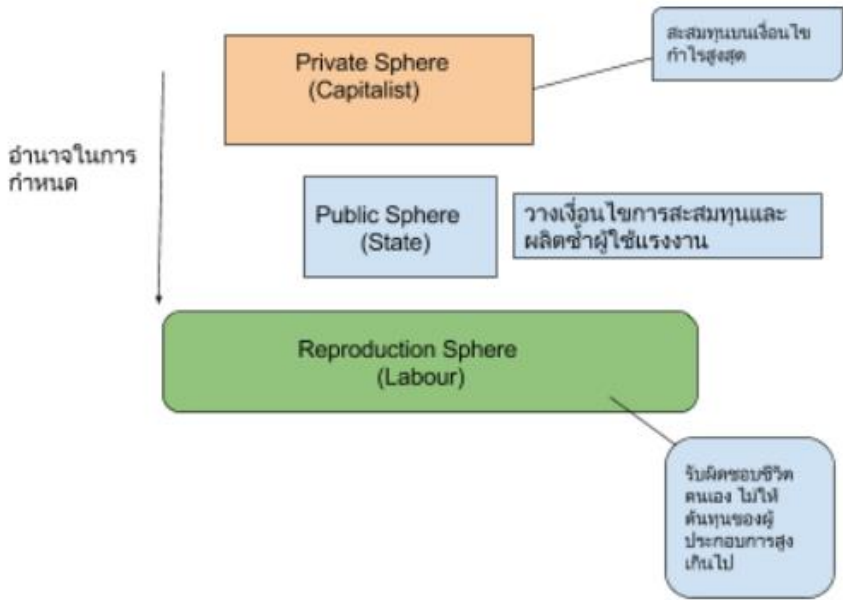 สะสมทุนบนเงื่อนไข
กำไรสูงสุด
Private Sphere
(Capitalist)
อำนาจในการ
กำหนด
Public Sphere
(State)
วางเงื่อนไขการสะสมทุนและ
ผลิตซ้ำผู้ใช้แรงงาน
Reproduction Sphere
(Labour)
รับผิดชอบชีวิต
ตนเอง ไม่ให้
ต้นทุนของผู้
ประกอบการสูง
เกินไป